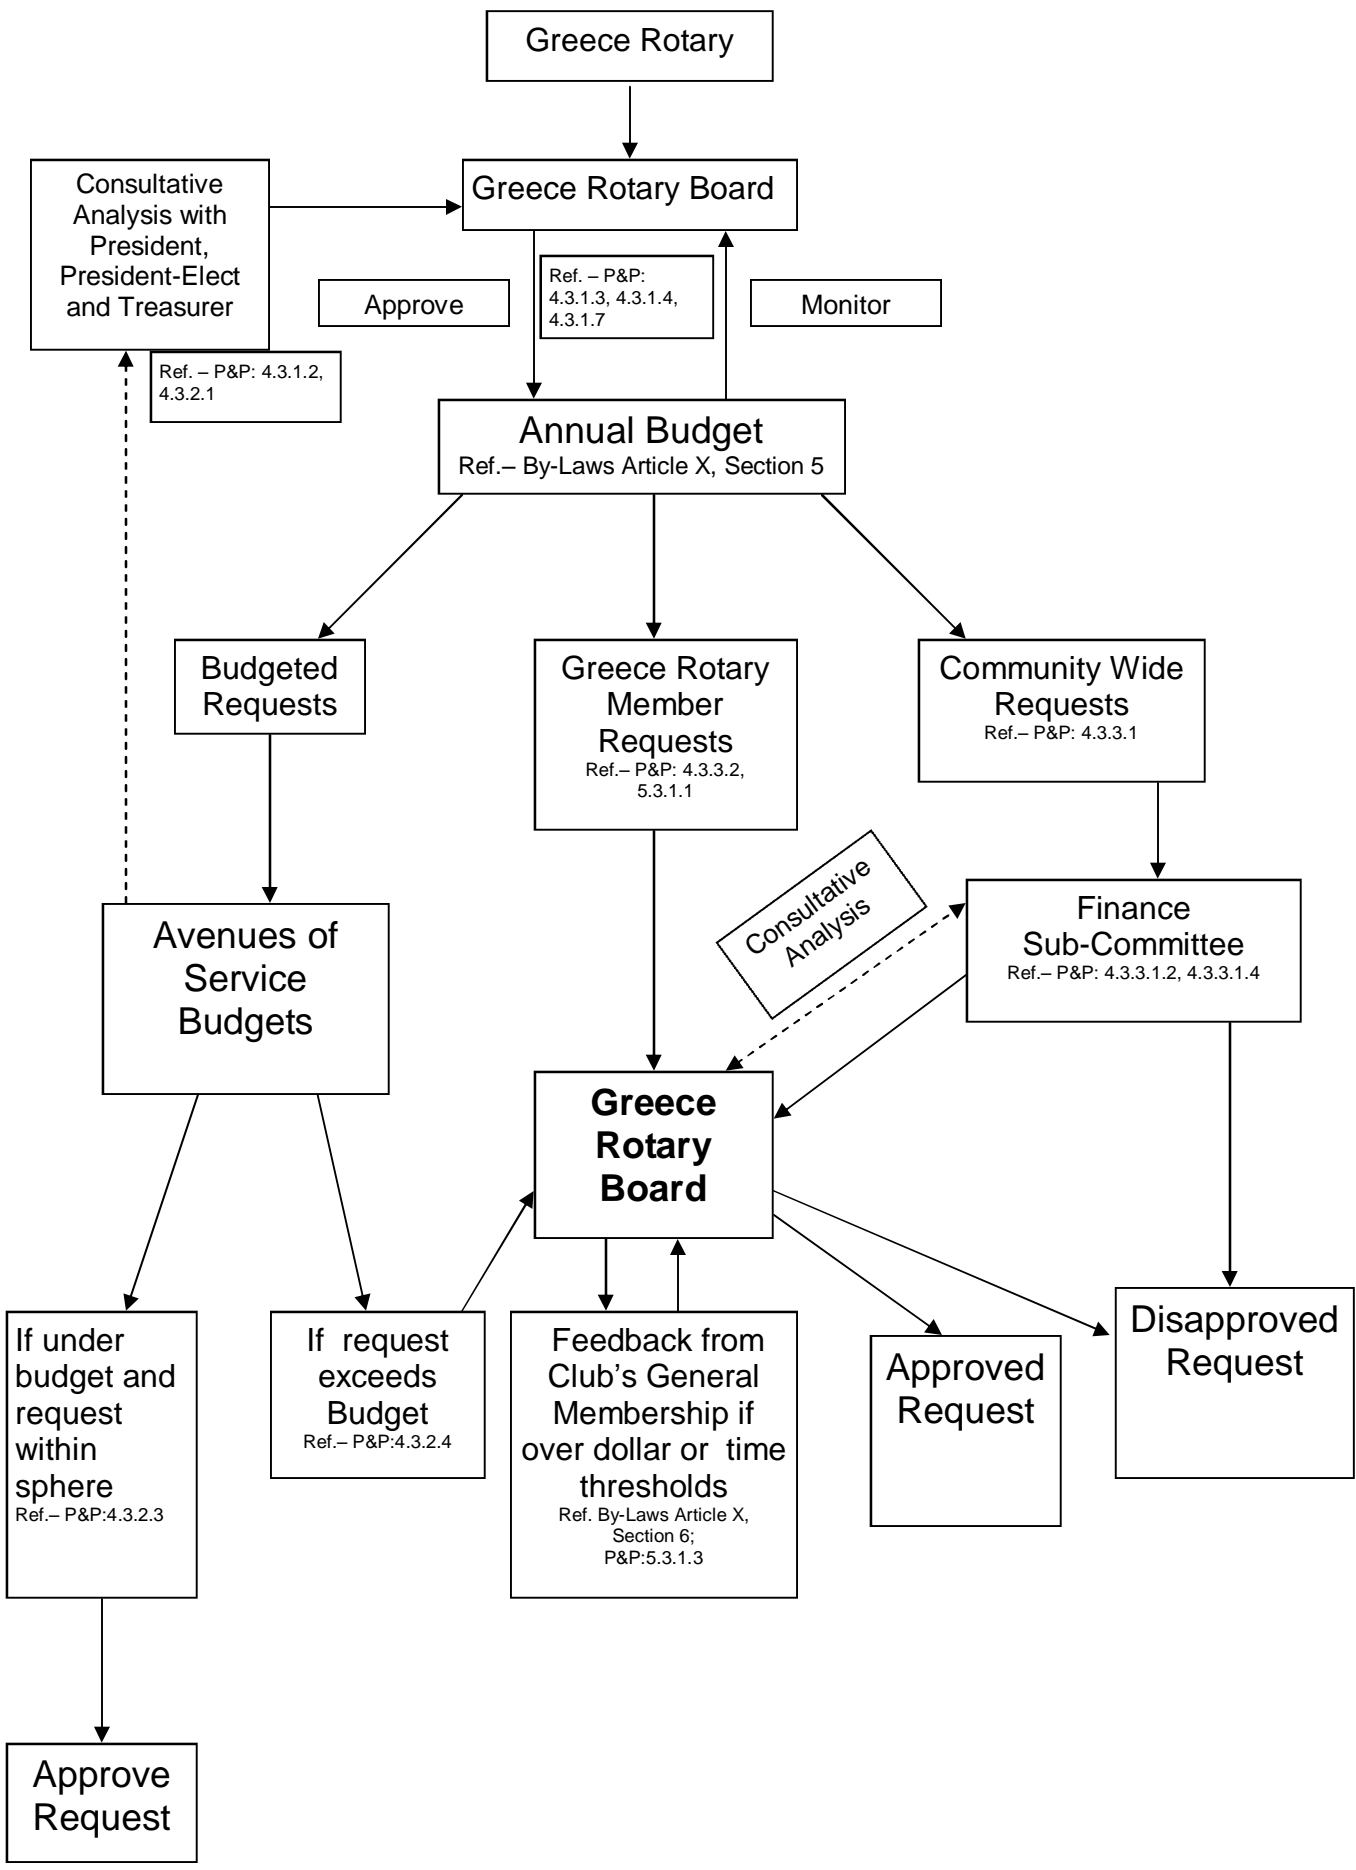 Greece Rotary
Consultative
Analysis with
President,
President-Elect
and Treasurer
Greece Rotary Board
Approve
Ref. – P&P:
4.3.1.3, 4.3.1.4,
4.3.1.7
Monitor
Ref. – P&P: 4.3.1.2,
4.3.2.1
Annual Budget
Ref.– By-Laws Article X, Section 5
Budgeted
Requests
Greece Rotary
Member
Requests
Ref.– P&P: 4.3.3.2,
5.3.1.1
Community Wide
Requests
Ref.– P&P: 4.3.3.1
Consultative
Analysis
Avenues of
Service
Budgets
Finance
Sub-Committee
Ref.– P&P: 4.3.3.1.2, 4.3.3.1.4
Greece
Rotary
Board
If under
budget and
request
within
sphere
Ref.– P&P:4.3.2.3
If  request
exceeds
Budget
Ref.– P&P:4.3.2.4
Feedback from
Club’s General
Membership if
over dollar or  time
thresholds
Ref. By-Laws Article X,
Section 6;
P&P:5.3.1.3
Approved
Request
Disapproved
Request
Approve
Request